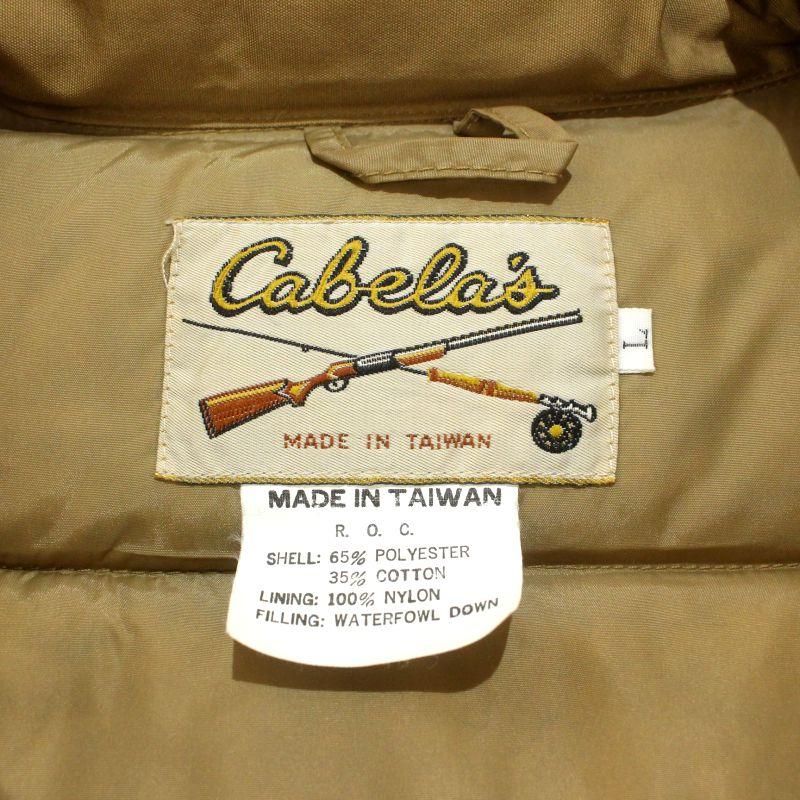 Cabela's
L
MADE IN TAIWAN
MADE IN TAIWAN
R. O. C.
SHELL: 65% POLYESTER
35% COTTON
LINING: 100% NYLON
FILLING: WATERFOWL DOWN